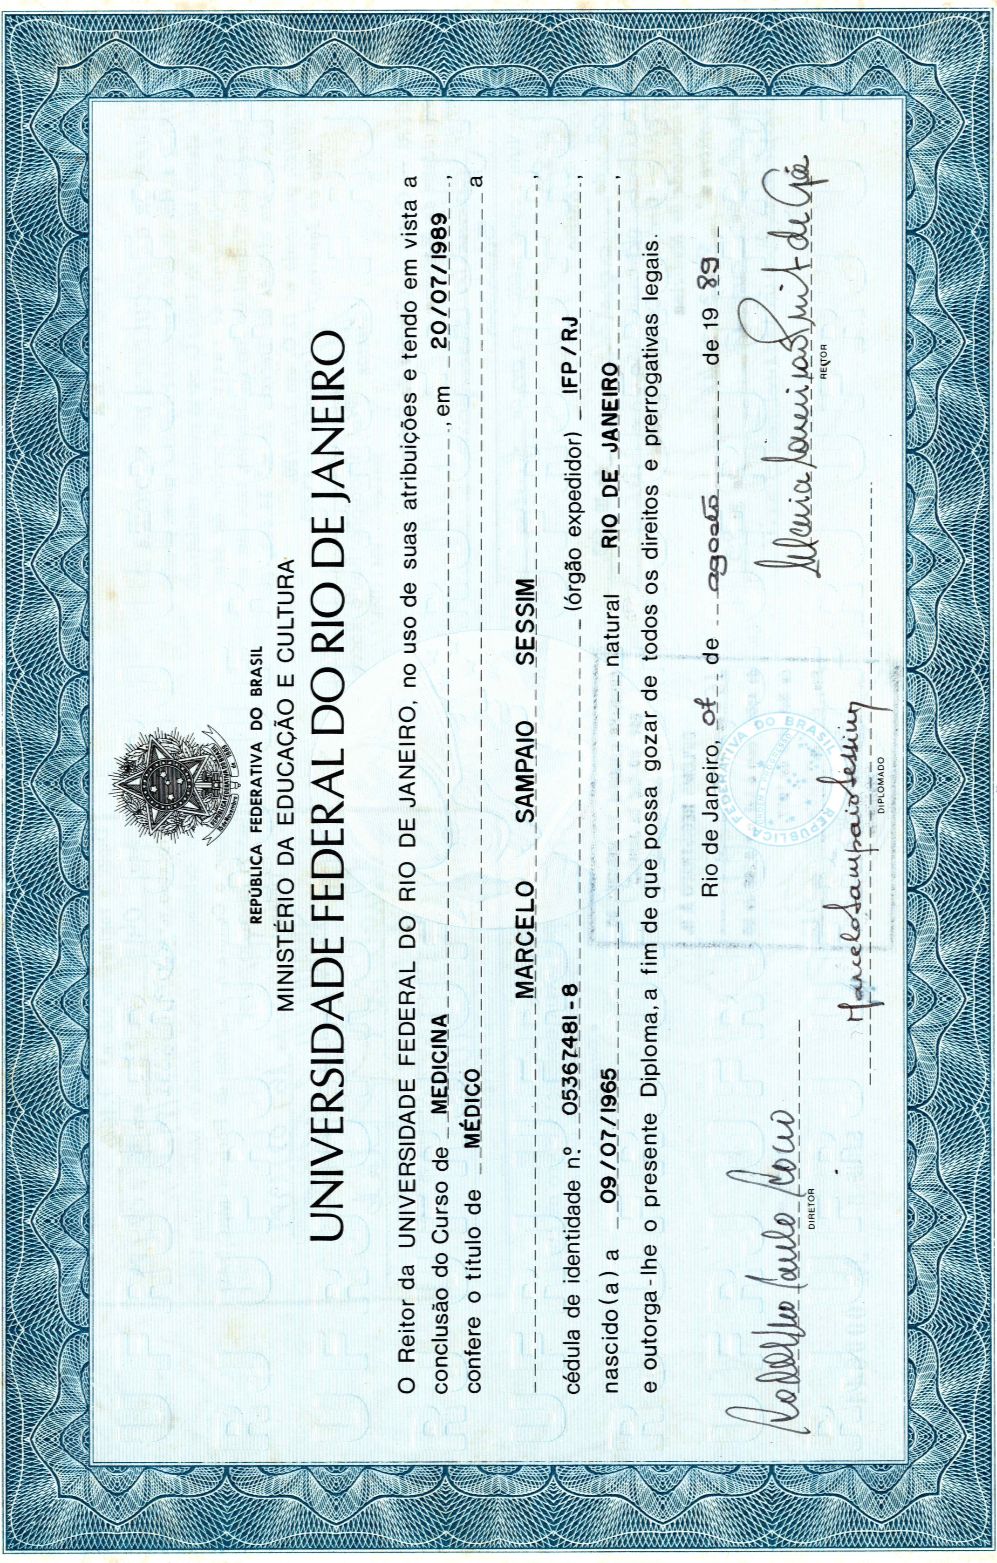 REPÚBLICA FEDERATIVA DO BRASIL
MINISTÉRIO DA EDUCAÇÃO E CULTURA
UNIVERSIDADE FEDERAL DO RIO DE JANEIRO
O Reitor da UNIVERSIDADE FEDERAL DO RIO DE JANEIRO, no uso de suas atribuições e tendo em vista a
conclusão do Curso de MEDICINA, em 20/07/1989,
confere o título de MÉDICO a
MARCELO SAMPAIO SESSIM,
cédula de identidade n.º 05367481-8 (órgão expedidor) IFP/RJ,
nascido(a) a 09/07/1965 natural RIO DE JANEIRO,
e outorga-lhe o presente Diploma, a fim de que possa gozar de todos os direitos e prerrogativas legais.
Rio de Janeiro, 07 de agosto de 1989
DIRETOR
Marcelo Sampaio Sessim
DIPLOMADO
REITOR
REPÚBLICA FEDERATIVA DO BRASIL